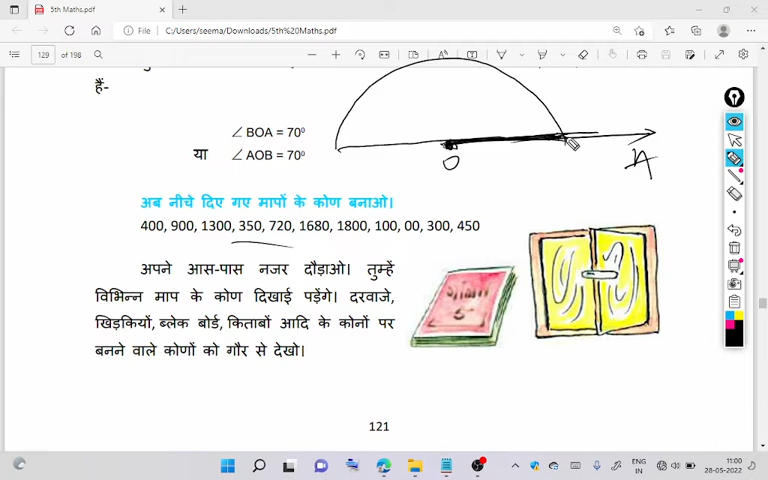 5th Maths.pdf
File | C:/Users/seema/Downloads/5th%20Maths.pdf
129 of 198
हैं-
∠ BOA = 70⁰
या ∠ AOB = 70⁰
O A
अब नीचे दिए गए मापों के कोण बनाओ।
400, 900, 1300, 350, 720, 1680, 1800, 100, 00, 300, 450
अपने आस-पास नजर दौड़ाओ। तुम्हें
विभिन्न माप के कोण दिखाई पड़ेंगे। दरवाजे,
खिड़कियों, ब्लेक बोर्ड, किताबों आदि के कोनों पर
बनने वाले कोणों को गौर से देखो।
121
ENG
IN
11:00
28-05-2022